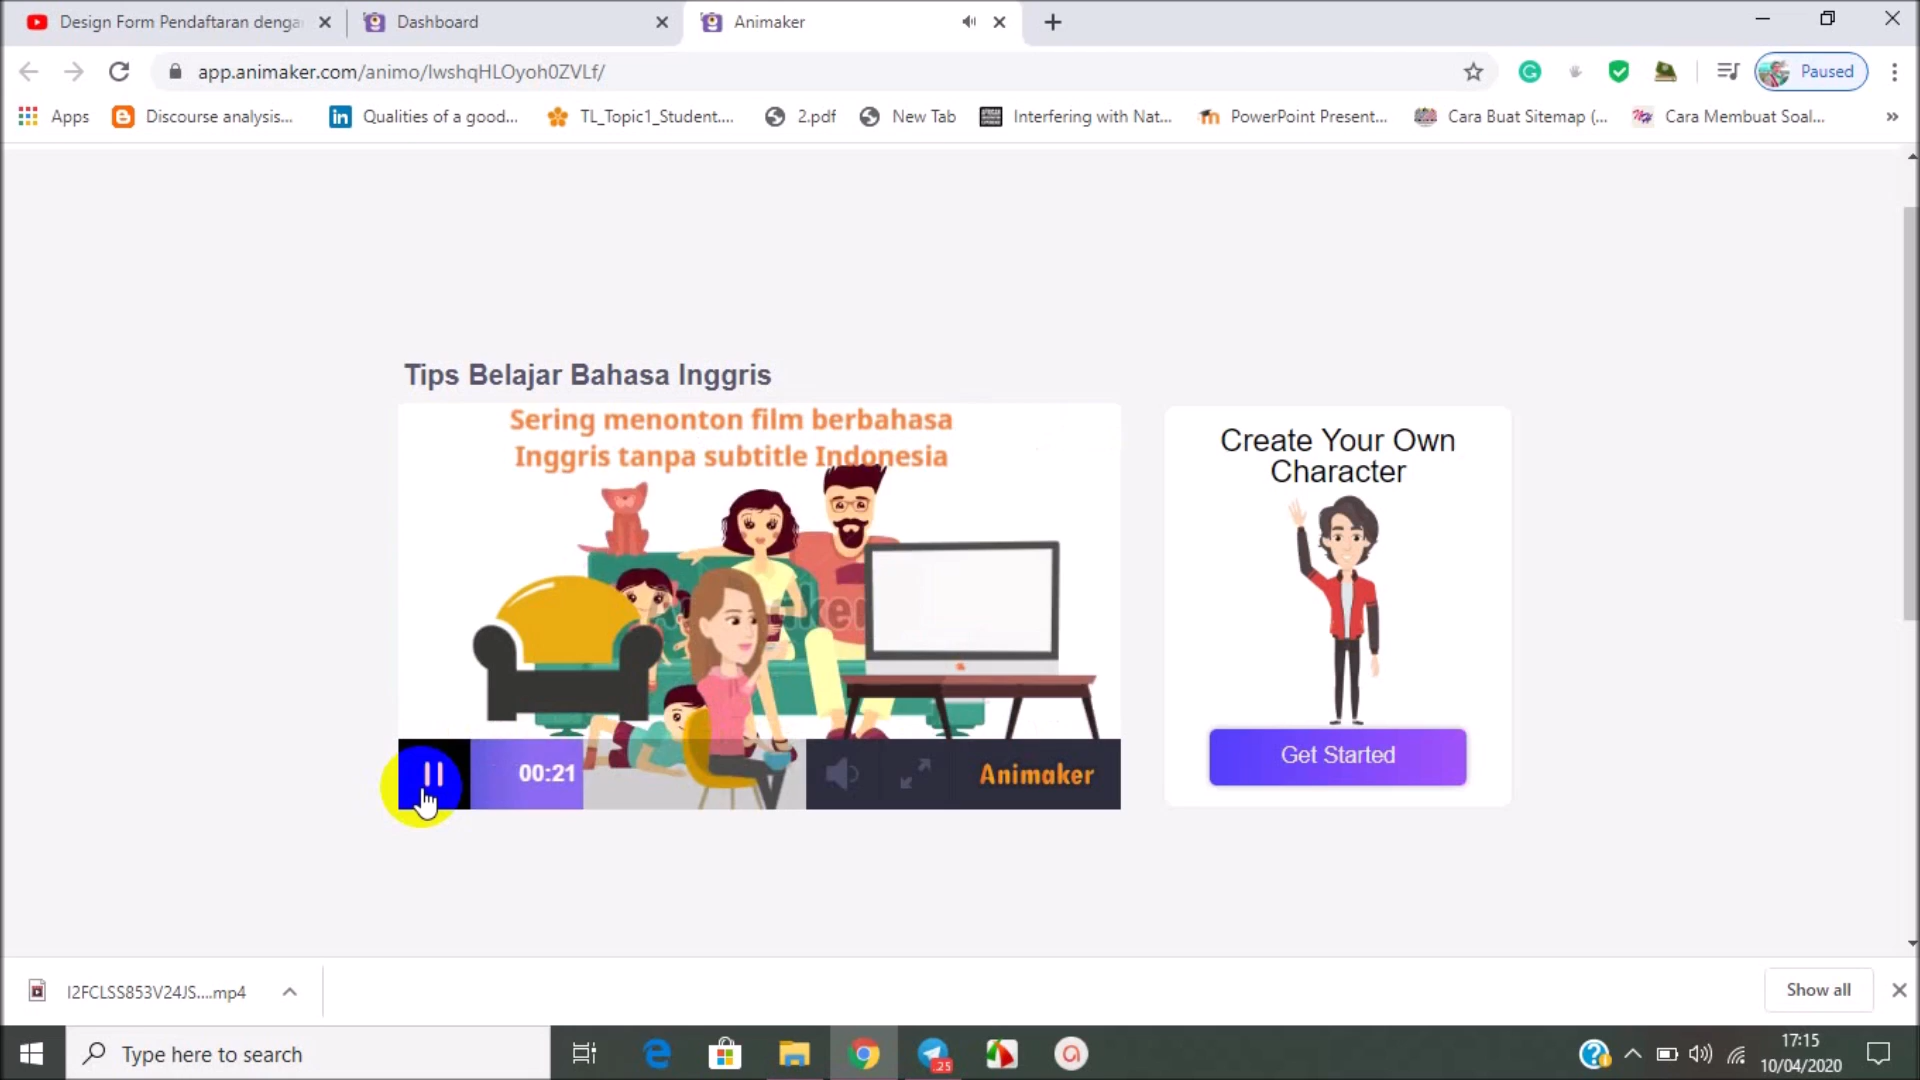 Design Form Pendaftaran denga
Dashboard
Animaker
app.animaker.com/animo/lwshqHLOyoh0ZVLf/
Paused
Apps
Discourse analysis...
Qualities of a good...
TL_Topic1_Student....
2.pdf
New Tab
Interfering with Nat...
PowerPoint Present...
Cara Buat Sitemap (...
Cara Membuat Soal...
Tips Belajar Bahasa Inggris
Sering menonton film berbahasa
Inggris tanpa subtitle Indonesia
00:21
Animaker
Create Your Own
Character
Get Started
I2FCLSS853V24JS....mp4
Show all
Type here to search
25
17:15
10/04/2020